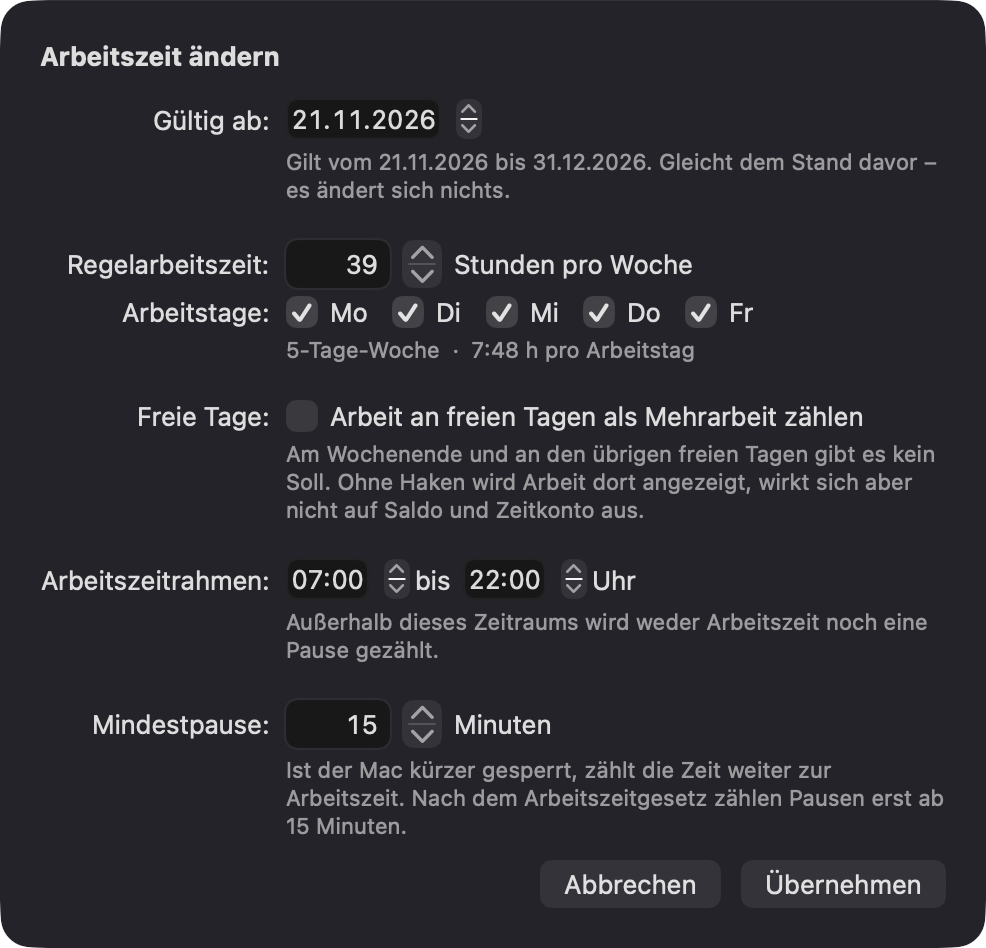 Arbeitszeit ändern
Gültig ab: 21.11.2026
Gilt vom 21.11.2026 bis 31.12.2026. Gleicht dem Stand davor –
es ändert sich nichts.
Regelarbeitszeit: 39 Stunden pro Woche
Arbeitstage: Mo Di Mi Do Fr
5-Tage-Woche · 7:48 h pro Arbeitstag
Freie Tage: Arbeit an freien Tagen als Mehrarbeit zählen
Am Wochenende und an den übrigen freien Tagen gibt es kein
Soll. Ohne Haken wird Arbeit dort angezeigt, wirkt sich aber
nicht auf Saldo und Zeitkonto aus.
Arbeitszeitrahmen: 07:00 bis 22:00 Uhr
Außerhalb dieses Zeitraums wird weder Arbeitszeit noch eine
Pause gezählt.
Mindestpause: 15 Minuten
Ist der Mac kürzer gesperrt, zählt die Zeit weiter zur
Arbeitszeit. Nach dem Arbeitszeitgesetz zählen Pausen erst ab
15 Minuten.
Abbrechen Übernehmen